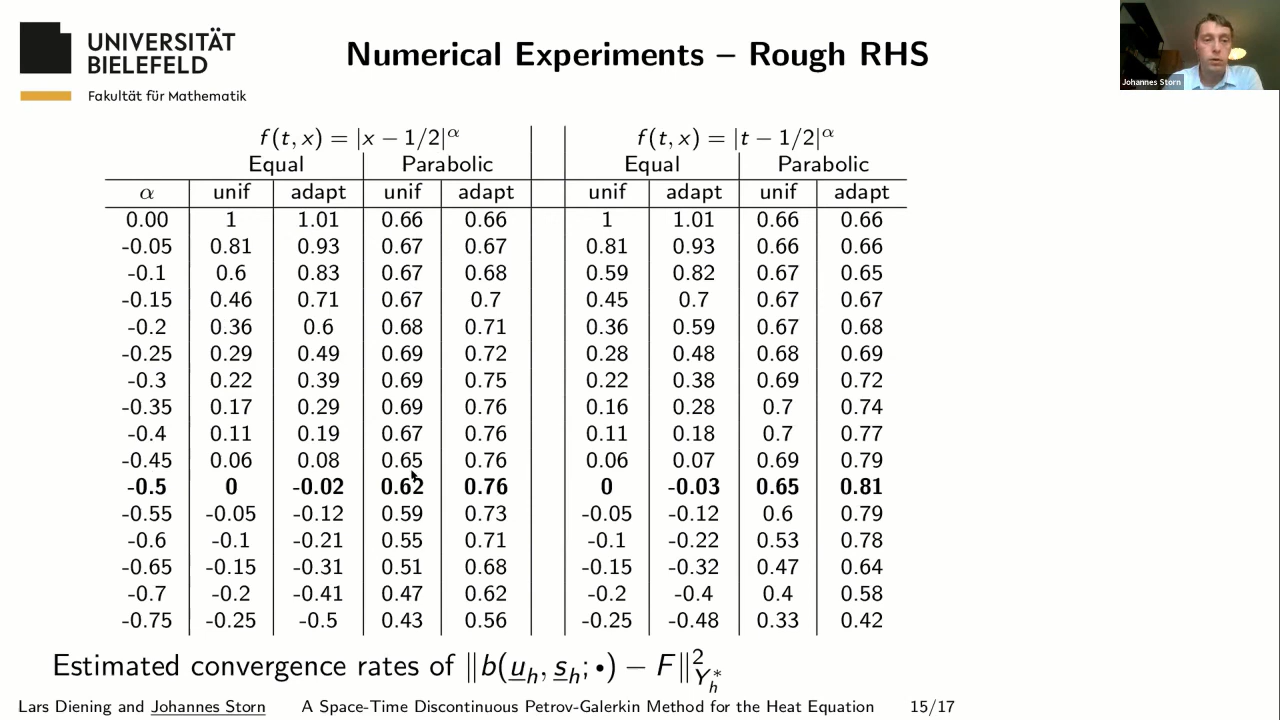 UNIVERSITÄT
BIELEFELD
Fakultät für Mathematik
Numerical Experiments – Rough RHS
Johannes Storn
f(t, x) = |x − 1/2|^α f(t, x) = |t − 1/2|^α
Equal Parabolic Equal Parabolic
α unif adapt unif adapt unif adapt unif adapt
0.00 1 1.01 0.66 0.66 1 1.01 0.66 0.66
-0.05 0.81 0.93 0.67 0.67 0.81 0.93 0.66 0.66
-0.1 0.6 0.83 0.67 0.68 0.59 0.82 0.67 0.65
-0.15 0.46 0.71 0.67 0.7 0.45 0.7 0.67 0.67
-0.2 0.36 0.6 0.68 0.71 0.36 0.59 0.67 0.68
-0.25 0.29 0.49 0.69 0.72 0.28 0.48 0.68 0.69
-0.3 0.22 0.39 0.69 0.75 0.22 0.38 0.69 0.72
-0.35 0.17 0.29 0.69 0.76 0.16 0.28 0.7 0.74
-0.4 0.11 0.19 0.67 0.76 0.11 0.18 0.7 0.77
-0.45 0.06 0.08 0.65 0.76 0.06 0.07 0.69 0.79
-0.5 0 -0.02 0.62 0.76 0 -0.03 0.65 0.81
-0.55 -0.05 -0.12 0.59 0.73 -0.05 -0.12 0.6 0.79
-0.6 -0.1 -0.21 0.55 0.71 -0.1 -0.22 0.53 0.78
-0.65 -0.15 -0.31 0.51 0.68 -0.15 -0.32 0.47 0.64
-0.7 -0.2 -0.41 0.47 0.62 -0.2 -0.4 0.4 0.58
-0.75 -0.25 -0.5 0.43 0.56 -0.25 -0.48 0.33 0.42
Estimated convergence rates of ‖b(u_h, s_h; •) − F‖²_{Y_h^*}
Lars Diening and Johannes Storn A Space-Time Discontinuous Petrov-Galerkin Method for the Heat Equation 15/17